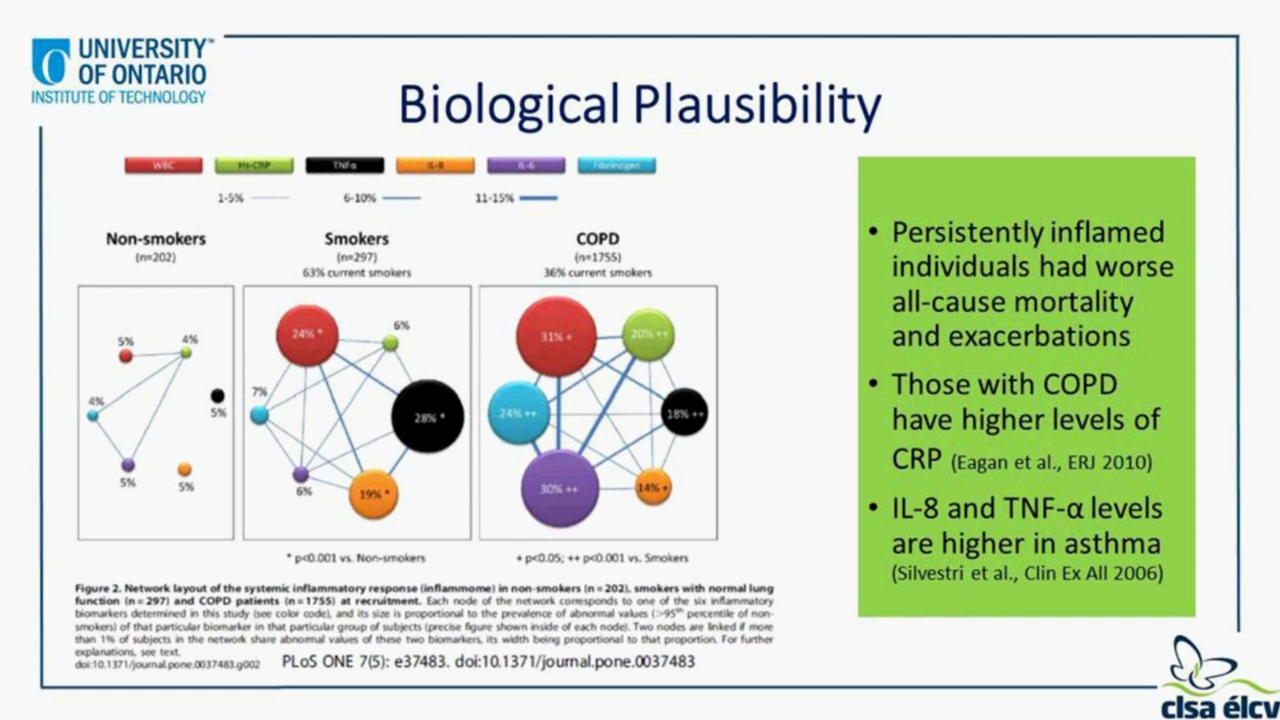 UNIVERSITY™
OF ONTARIO
INSTITUTE OF TECHNOLOGY
Biological Plausibility
WBC Hs-CRP TNFα IL-8 IL-6 Fibrinogen
1-5% 6-10% 11-15%
Non-smokers
(n=202)
Smokers
(n=297)
63% current smokers
COPD
(n=1755)
36% current smokers
5% 4%
4%
5%
5%
5%
24% *
6%
7%
28% *
6%
19% *
31% +
20% ++
24% ++
18% ++
30% ++
14% +
* p<0.001 vs. Non-smokers
+ p<0.05; ++ p<0.001 vs. Smokers
Figure 2. Network layout of the systemic inflammatory response (inflammome) in non-smokers (n = 202), smokers with normal lung
function (n = 297) and COPD patients (n = 1755) at recruitment. Each node of the network corresponds to one of the six inflammatory
biomarkers determined in this study (see color code), and its size is proportional to the prevalence of abnormal values (>95th percentile of non-
smokers) of that particular biomarker in that particular group of subjects (precise figure shown inside of each node). Two nodes are linked if more
than 1% of subjects in the network share abnormal values of these two biomarkers, its width being proportional to that proportion. For further
explanations, see text.
doi:10.1371/journal.pone.0037483.g002
PLoS ONE 7(5): e37483. doi:10.1371/journal.pone.0037483
• Persistently inflamed
individuals had worse
all-cause mortality
and exacerbations
• Those with COPD
have higher levels of
CRP (Eagan et al., ERJ 2010)
• IL-8 and TNF-α levels
are higher in asthma
(Silvestri et al., Clin Ex All 2006)
clsa élcv